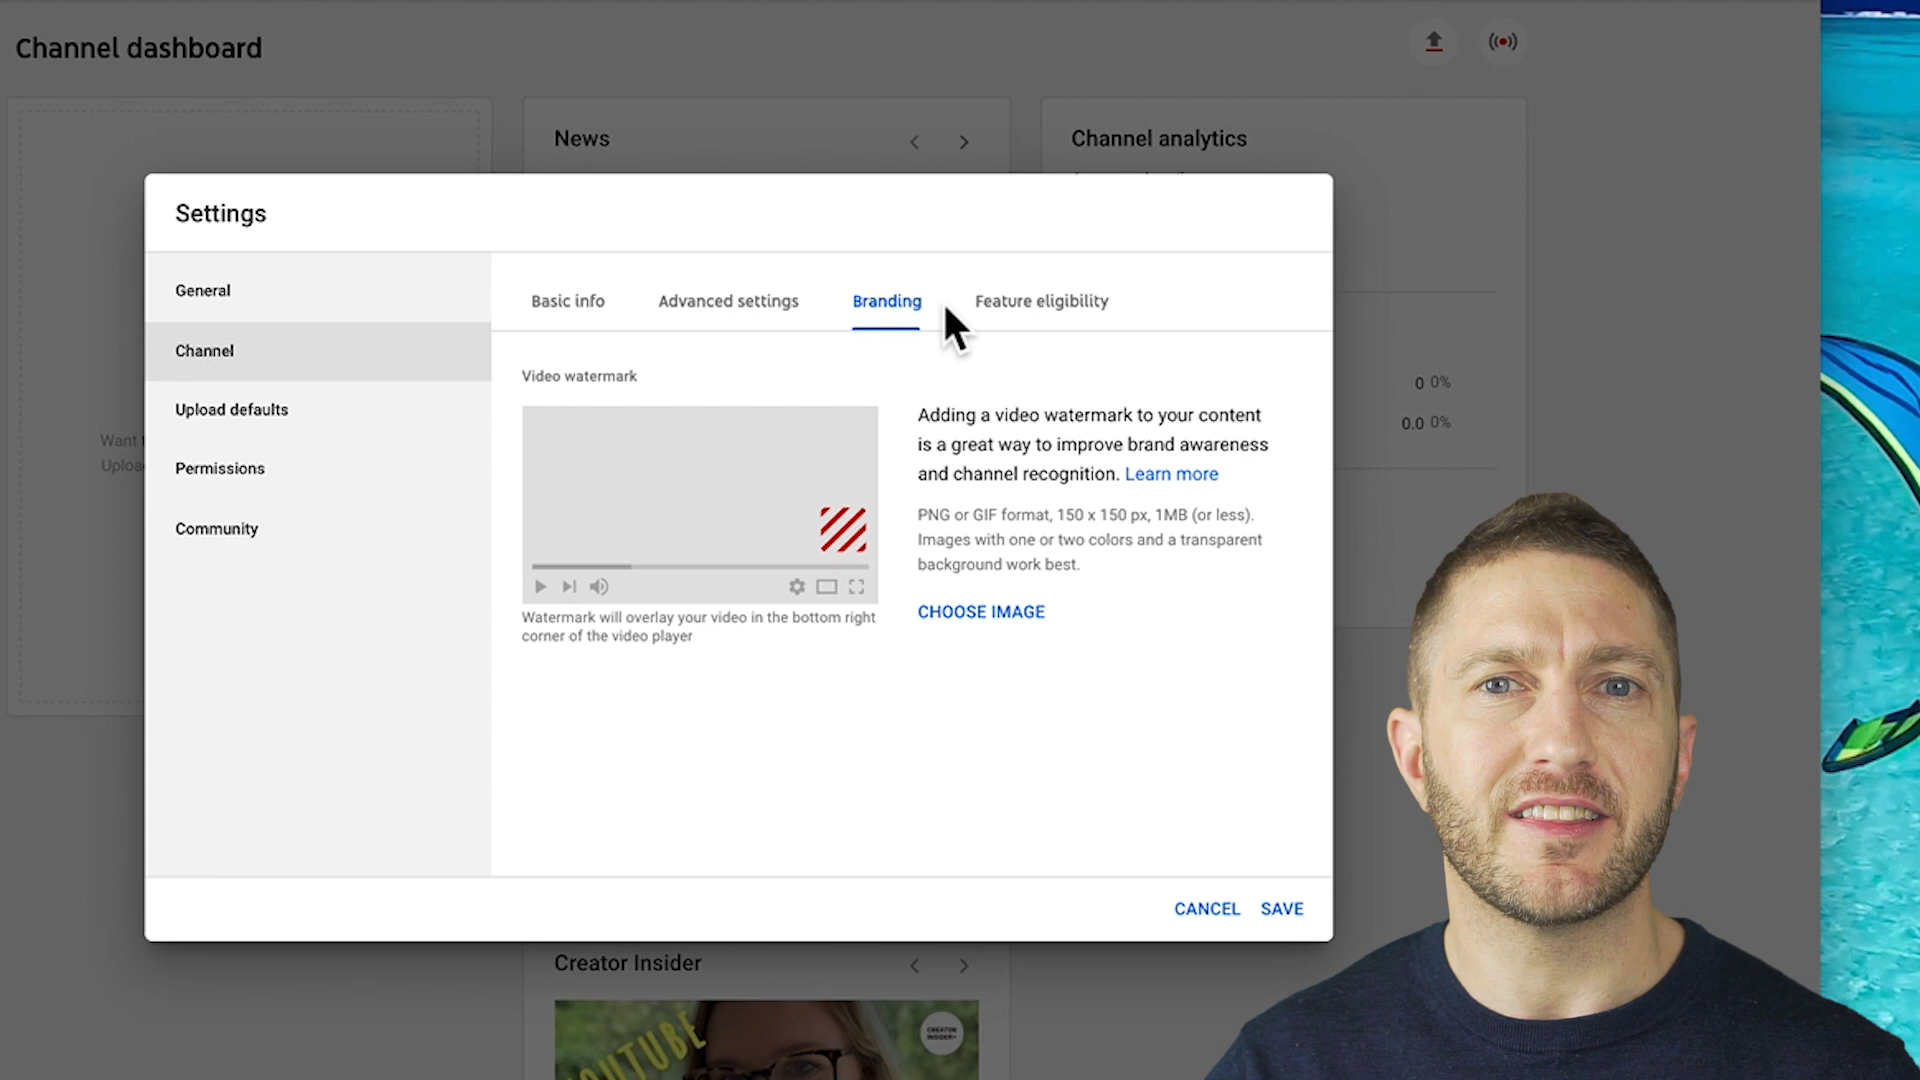 Channel dashboard
News
Channel analytics
Settings
General
Channel
Upload defaults
Permissions
Community
Basic info
Advanced settings
Branding
Feature eligibility
Video watermark
Watermark will overlay your video in the bottom right
corner of the video player
Adding a video watermark to your content
is a great way to improve brand awareness
and channel recognition. Learn more
PNG or GIF format, 150 x 150 px, 1MB (or less).
Images with one or two colors and a transparent
background work best.
CHOOSE IMAGE
CANCEL SAVE
Want
0 0%
0.0 0%
Creator Insider
YOUTUBE
CREATOR
INSIDER